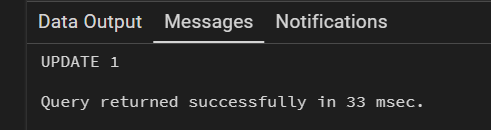 Data Output Messages Notifications
UPDATE 1
Query returned successfully in 33 msec.